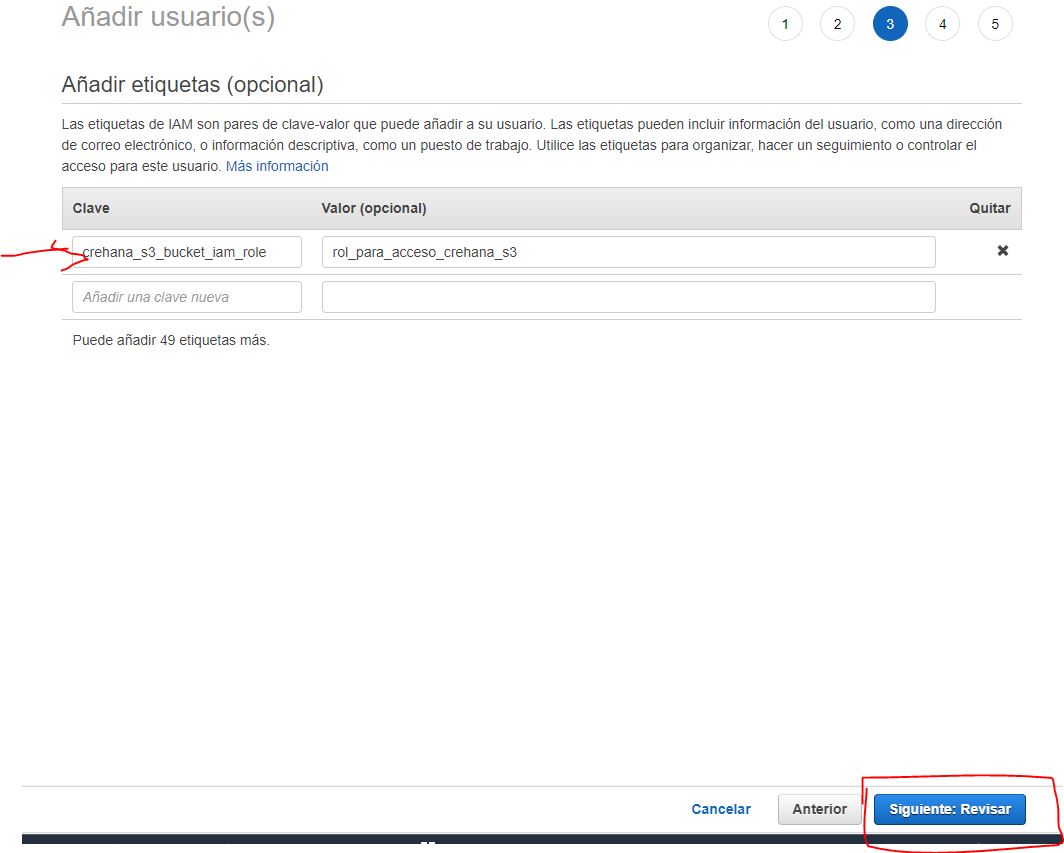 Añadir usuario(s)
1 2 3 4 5
Añadir etiquetas (opcional)
Las etiquetas de IAM son pares de clave-valor que puede añadir a su usuario. Las etiquetas pueden incluir información del usuario, como una dirección
de correo electrónico, o información descriptiva, como un puesto de trabajo. Utilice las etiquetas para organizar, hacer un seguimiento o controlar el
acceso para este usuario. Más información
Clave Valor (opcional) Quitar
crehana_s3_bucket_iam_role rol_para_acceso_crehana_s3
Añadir una clave nueva
Puede añadir 49 etiquetas más.
Cancelar Anterior Siguiente: Revisar